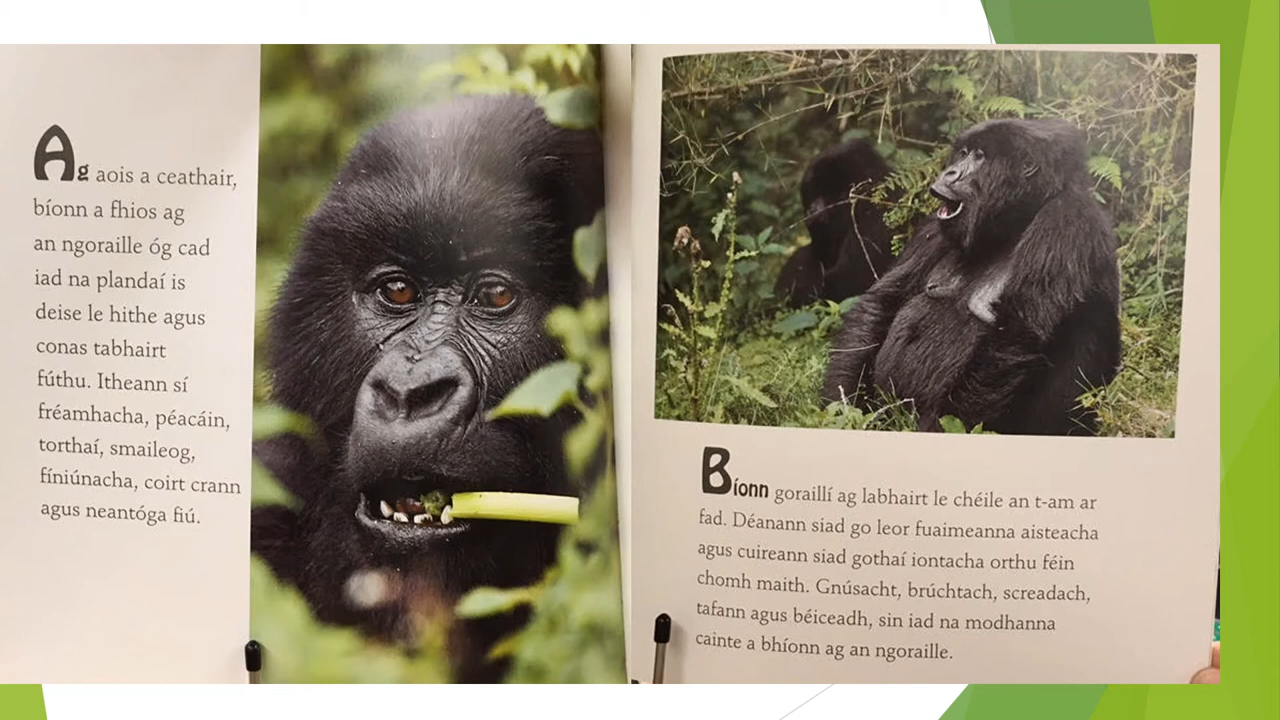 Ag aois a ceathair,
bíonn a fhios ag
an ngoraille óg cad
iad na plandaí is
deise le hithe agus
conas tabhairt
fúthu. Itheann sí
fréamhacha, péacáin,
torthaí, smaileog,
fíniúnacha, coirt crann
agus neantóga fiú.
Bíonn goraillí ag labhairt le chéile an t-am ar
fad. Déanann siad go leor fuaimeanna aisteacha
agus cuireann siad gothaí iontacha orthu féin
chomh maith. Gnúsacht, brúchtach, screadach,
tafann agus béiceadh, sin iad na modhanna
cainte a bhíonn ag an ngoraille.